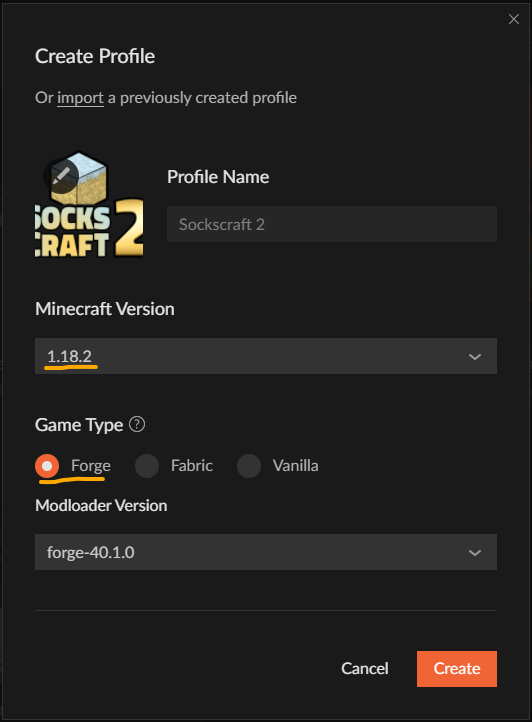 Create Profile
Or import a previously created profile
SOCKS
CRAFT 2
Profile Name
Sockscraft 2
Minecraft Version
1.18.2
Game Type ?
Forge Fabric Vanilla
Modloader Version
forge-40.1.0
Cancel Create